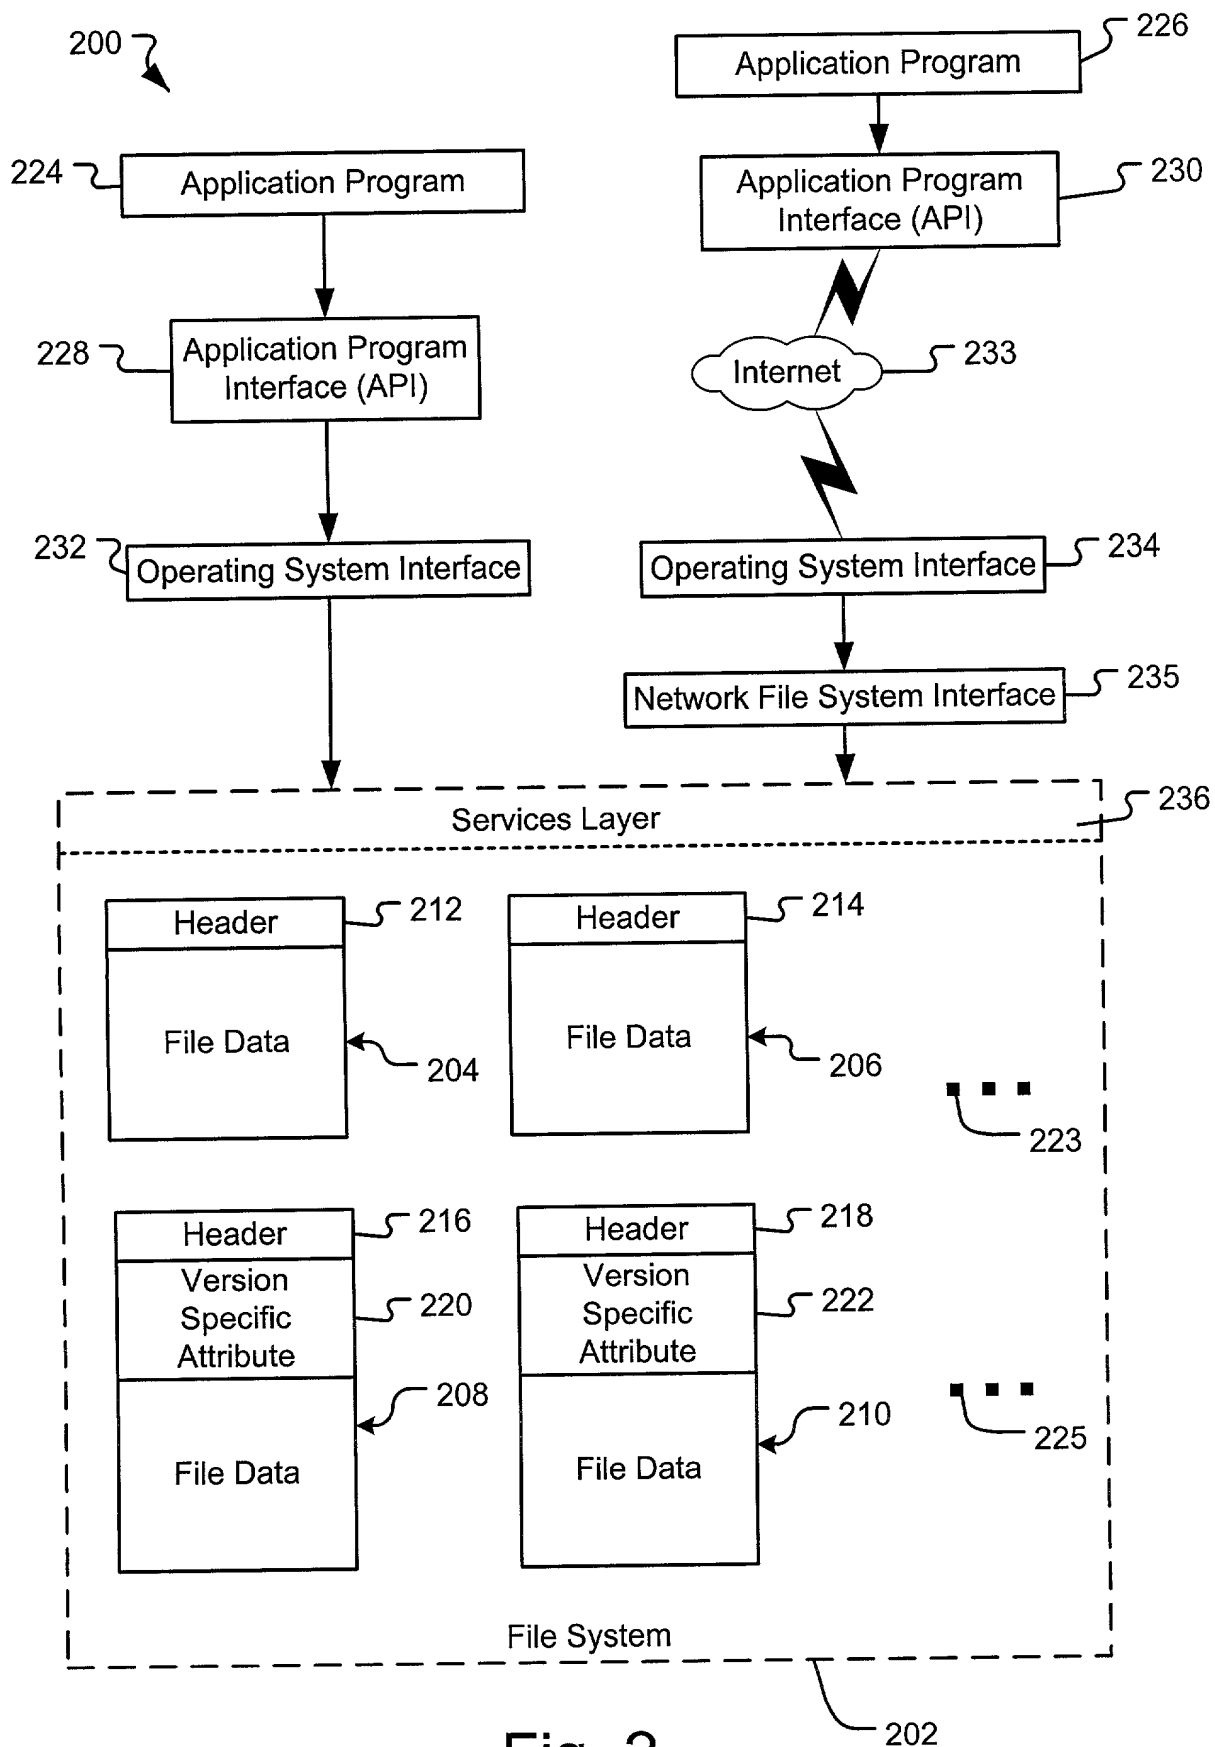 200
226
Application Program
224
Application Program
Application Program
Interface (API)
230
228
Application Program
Interface (API)
Internet
233
232
Operating System Interface
Operating System Interface
234
Network File System Interface
235
Services Layer
236
Header
212
Header
214
File Data
204
File Data
206
223
Header
216
Header
218
Version
Specific
Attribute
220
Version
Specific
Attribute
222
208
File Data
210
File Data
225
File System
202